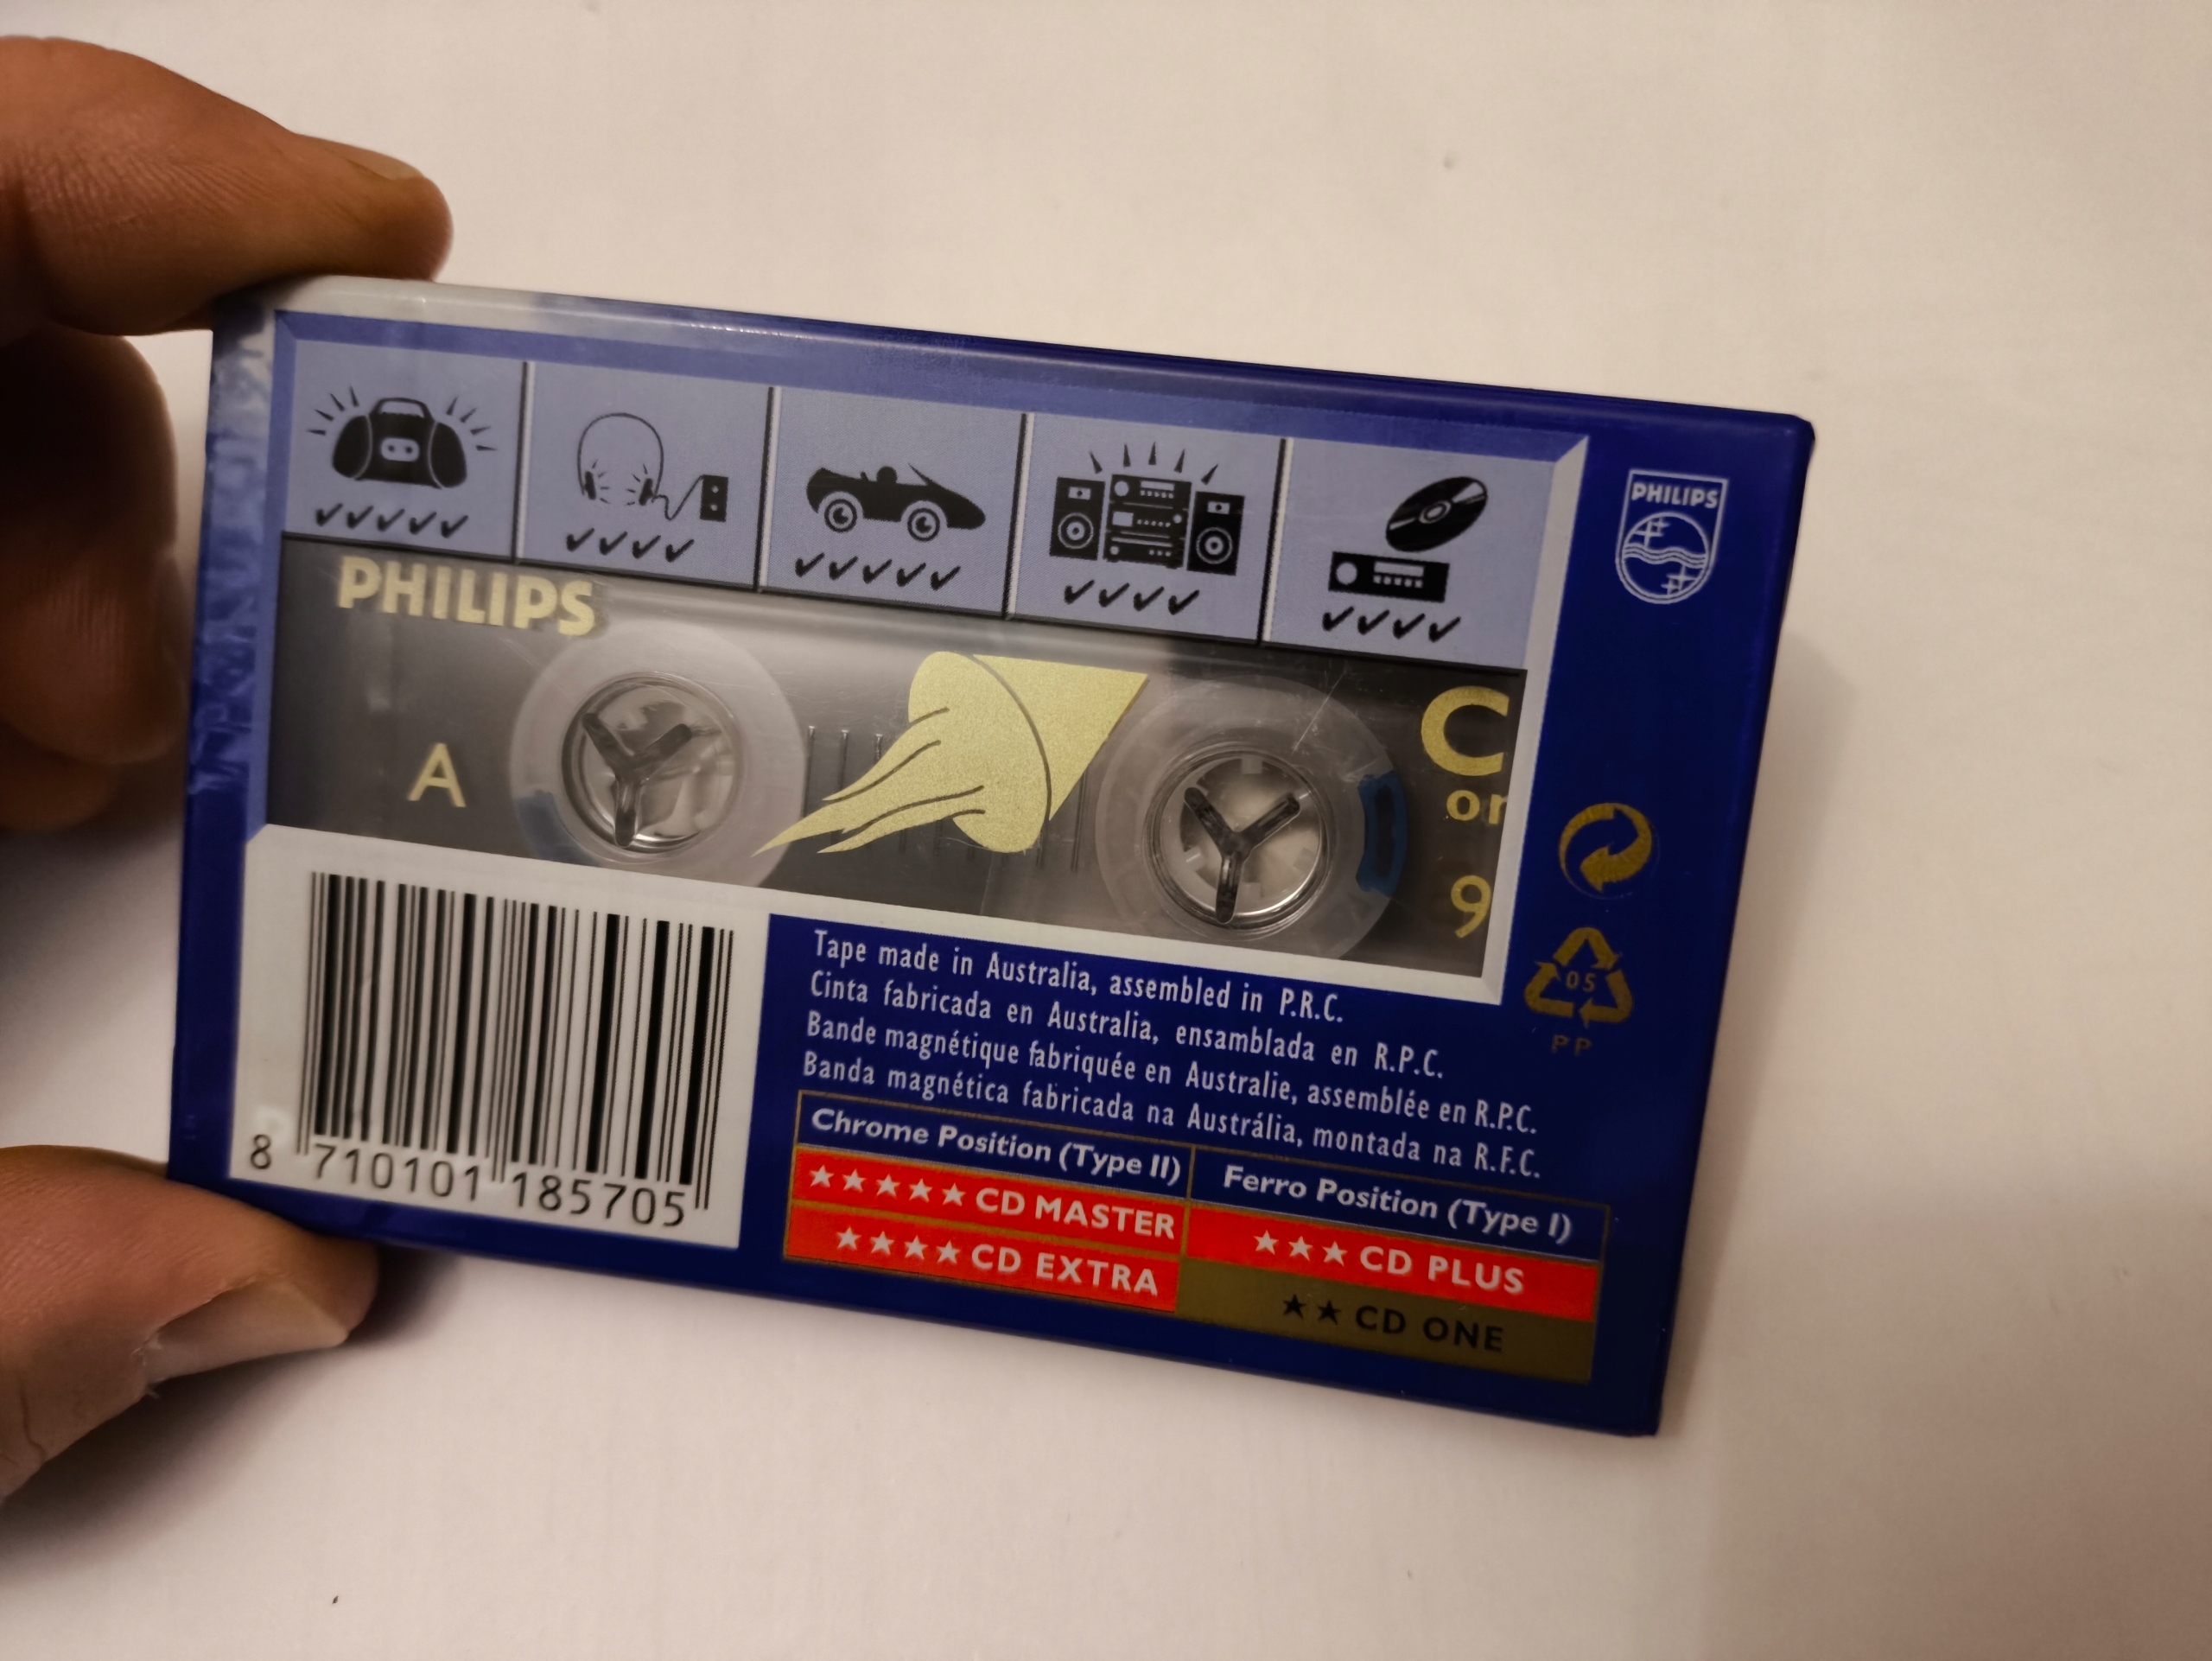 PHILIPS
PHILIPS
A
C
on
9
05
PP
8 710101 185705
Tape made in Australia, assembled in P.R.C.
Cinta fabricada en Australia, ensamblada en R.P.C.
Bande magnétique fabriquée en Australie, assemblée en R.P.C.
Banda magnética fabricada na Austrália, montada na R.F.C.
Chrome Position (Type II)
Ferro Position (Type I)
★★★★★ CD MASTER
★★★ CD PLUS
★★★★ CD EXTRA
★★ CD ONE